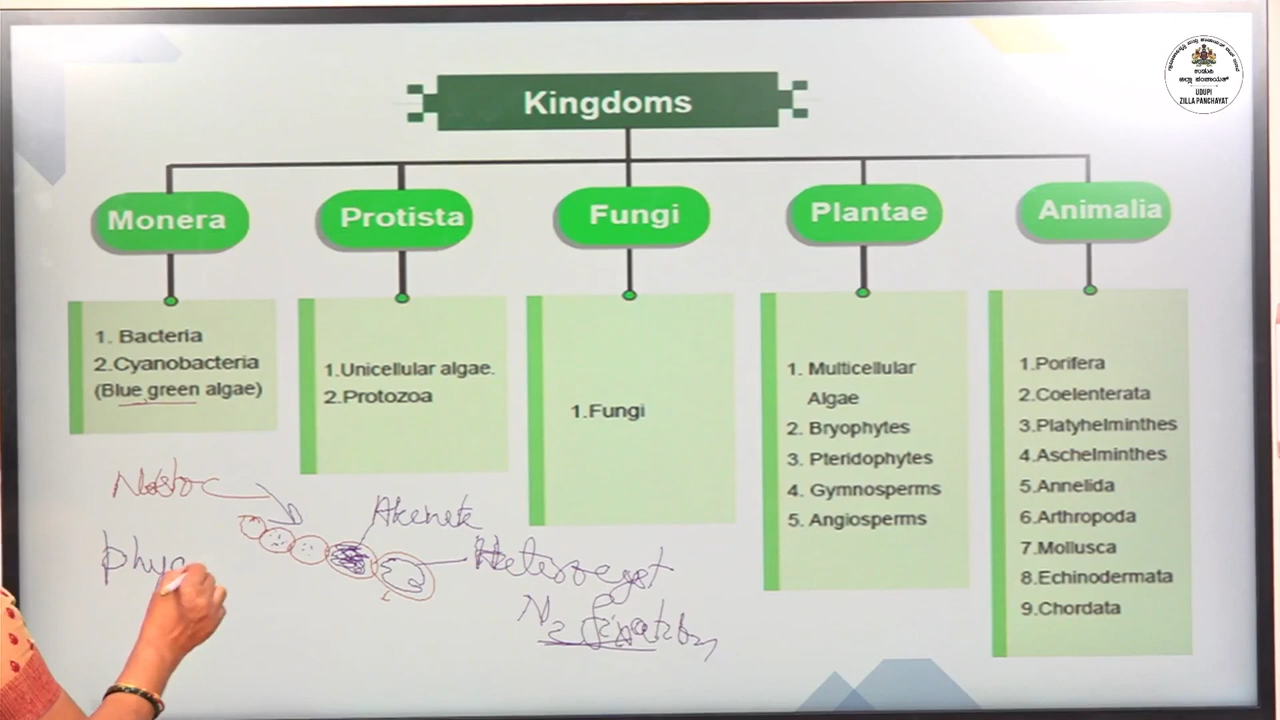 ಉಡುಪಿ
ಜಿಲ್ಲಾ ಪಂಚಾಯತ್
UDUPI
ZILLA PANCHAYAT
Kingdoms
Monera
Protista
Fungi
Plantae
Animalia
1. Bacteria
2.Cyanobacteria
(Blue green algae)
1.Unicellular algae.
2.Protozoa
1.Fungi
1. Multicellular
Algae
2. Bryophytes
3. Pteridophytes
4. Gymnosperms
5. Angiosperms
1.Porifera
2.Coelenterata
3.Platyhelminthes
4.Aschelminthes
5.Annelida
6.Arthropoda
7.Mollusca
8.Echinodermata
9.Chordata
Nostoc
Akenete
Heterocyst
N2 fixation
phyc